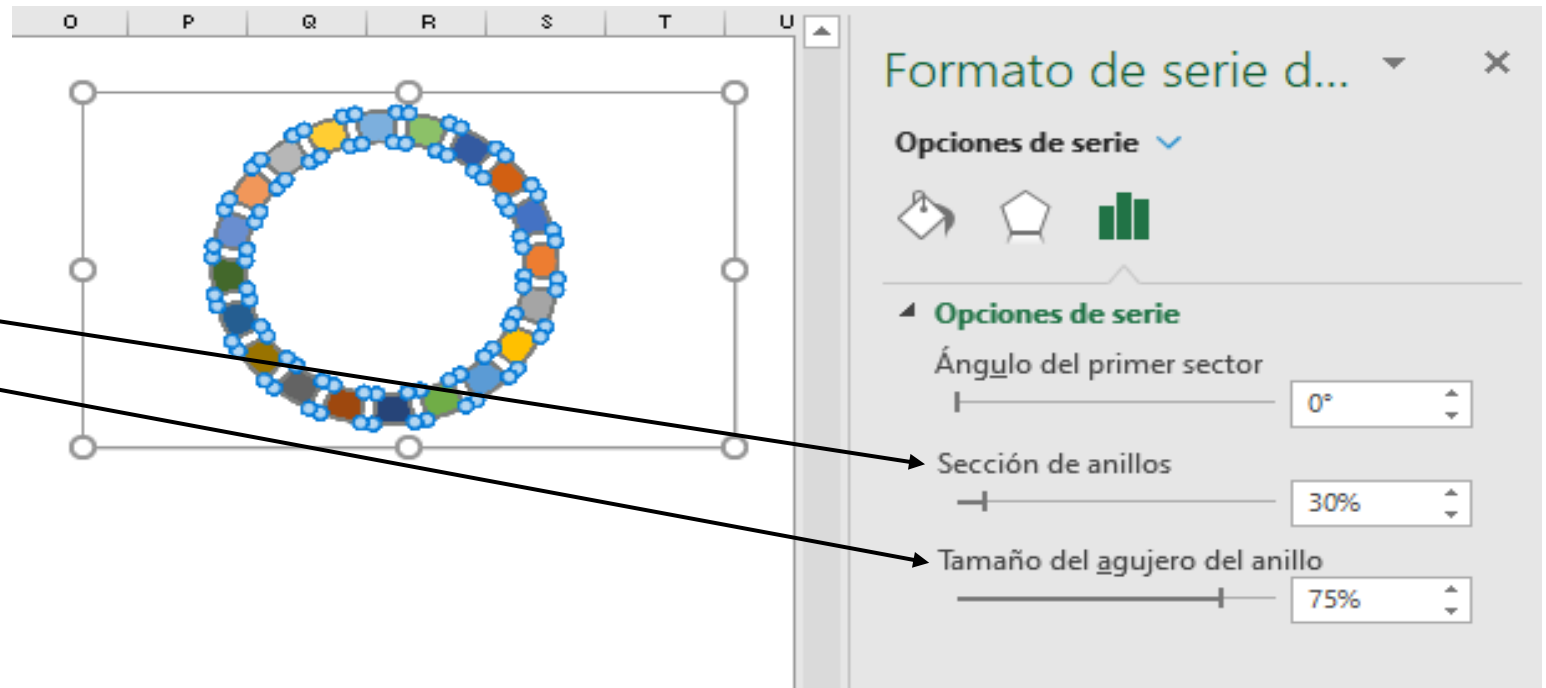 O P Q R S T U
Formato de serie d...
Opciones de serie
Opciones de serie
Ángulo del primer sector
0°
Sección de anillos
30%
Tamaño del agujero del anillo
75%